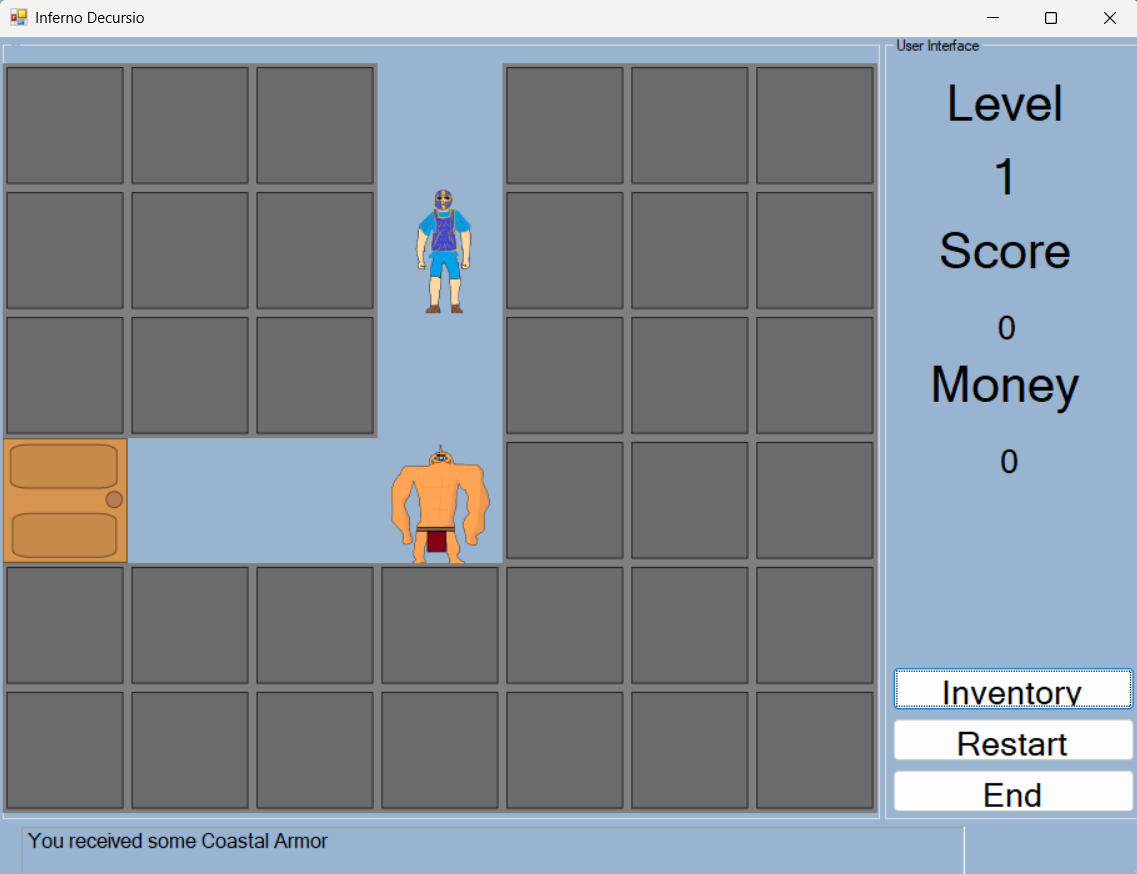 Inferno Decursio
User Interface
Level
1
Score
0
Money
0
Inventory
Restart
End
You received some Coastal Armor